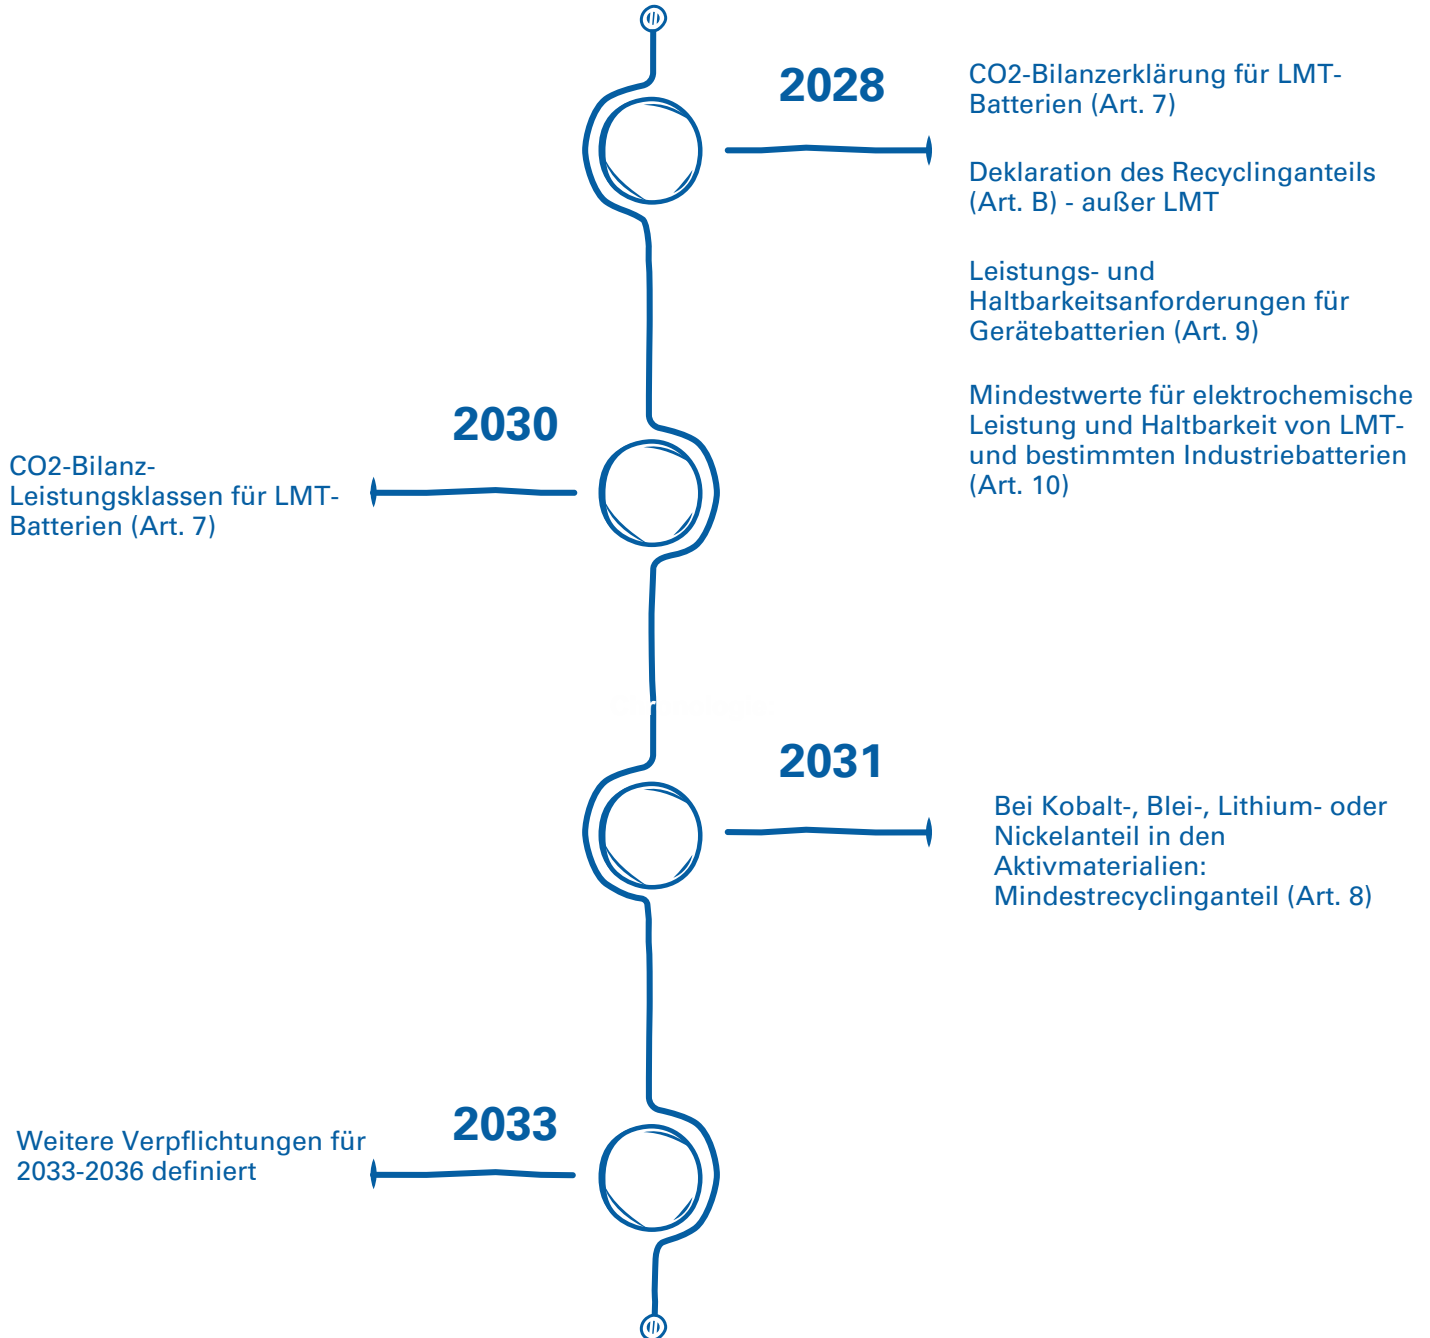 2028
CO2-Bilanzerklärung für LMT-
Batterien (Art. 7)
Deklaration des Recyclinganteils
(Art. B) - außer LMT
Leistungs- und
Haltbarkeitsanforderungen für
Gerätebatterien (Art. 9)
Mindestwerte für elektrochemische
Leistung und Haltbarkeit von LMT-
und bestimmten Industriebatterien
(Art. 10)
2030
CO2-Bilanz-
Leistungsklassen für LMT-
Batterien (Art. 7)
2031
Bei Kobalt-, Blei-, Lithium- oder
Nickelanteil in den
Aktivmaterialien:
Mindestrecyclinganteil (Art. 8)
2033
Weitere Verpflichtungen für
2033-2036 definiert